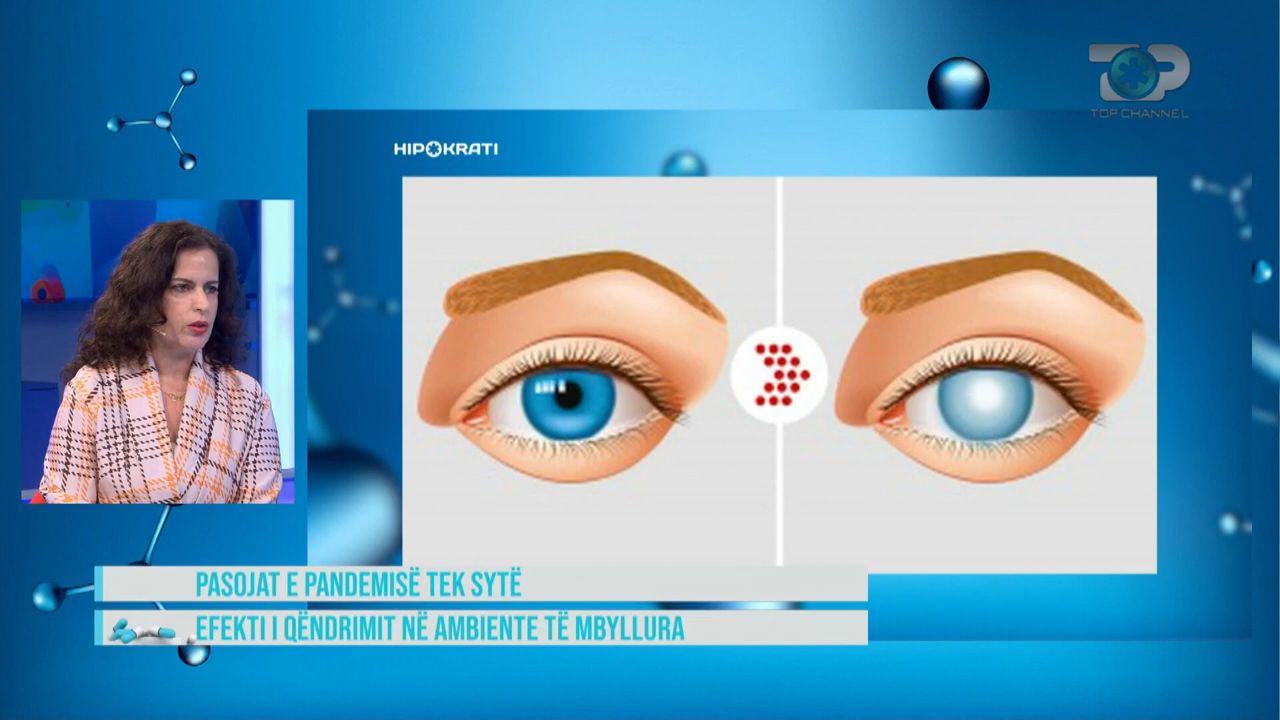 TOP CHANNEL
HIPOKRATI
PASOJAT E PANDEMISË TEK SYTË
EFEKTI I QËNDRIMIT NË AMBIENTE TË MBYLLURA